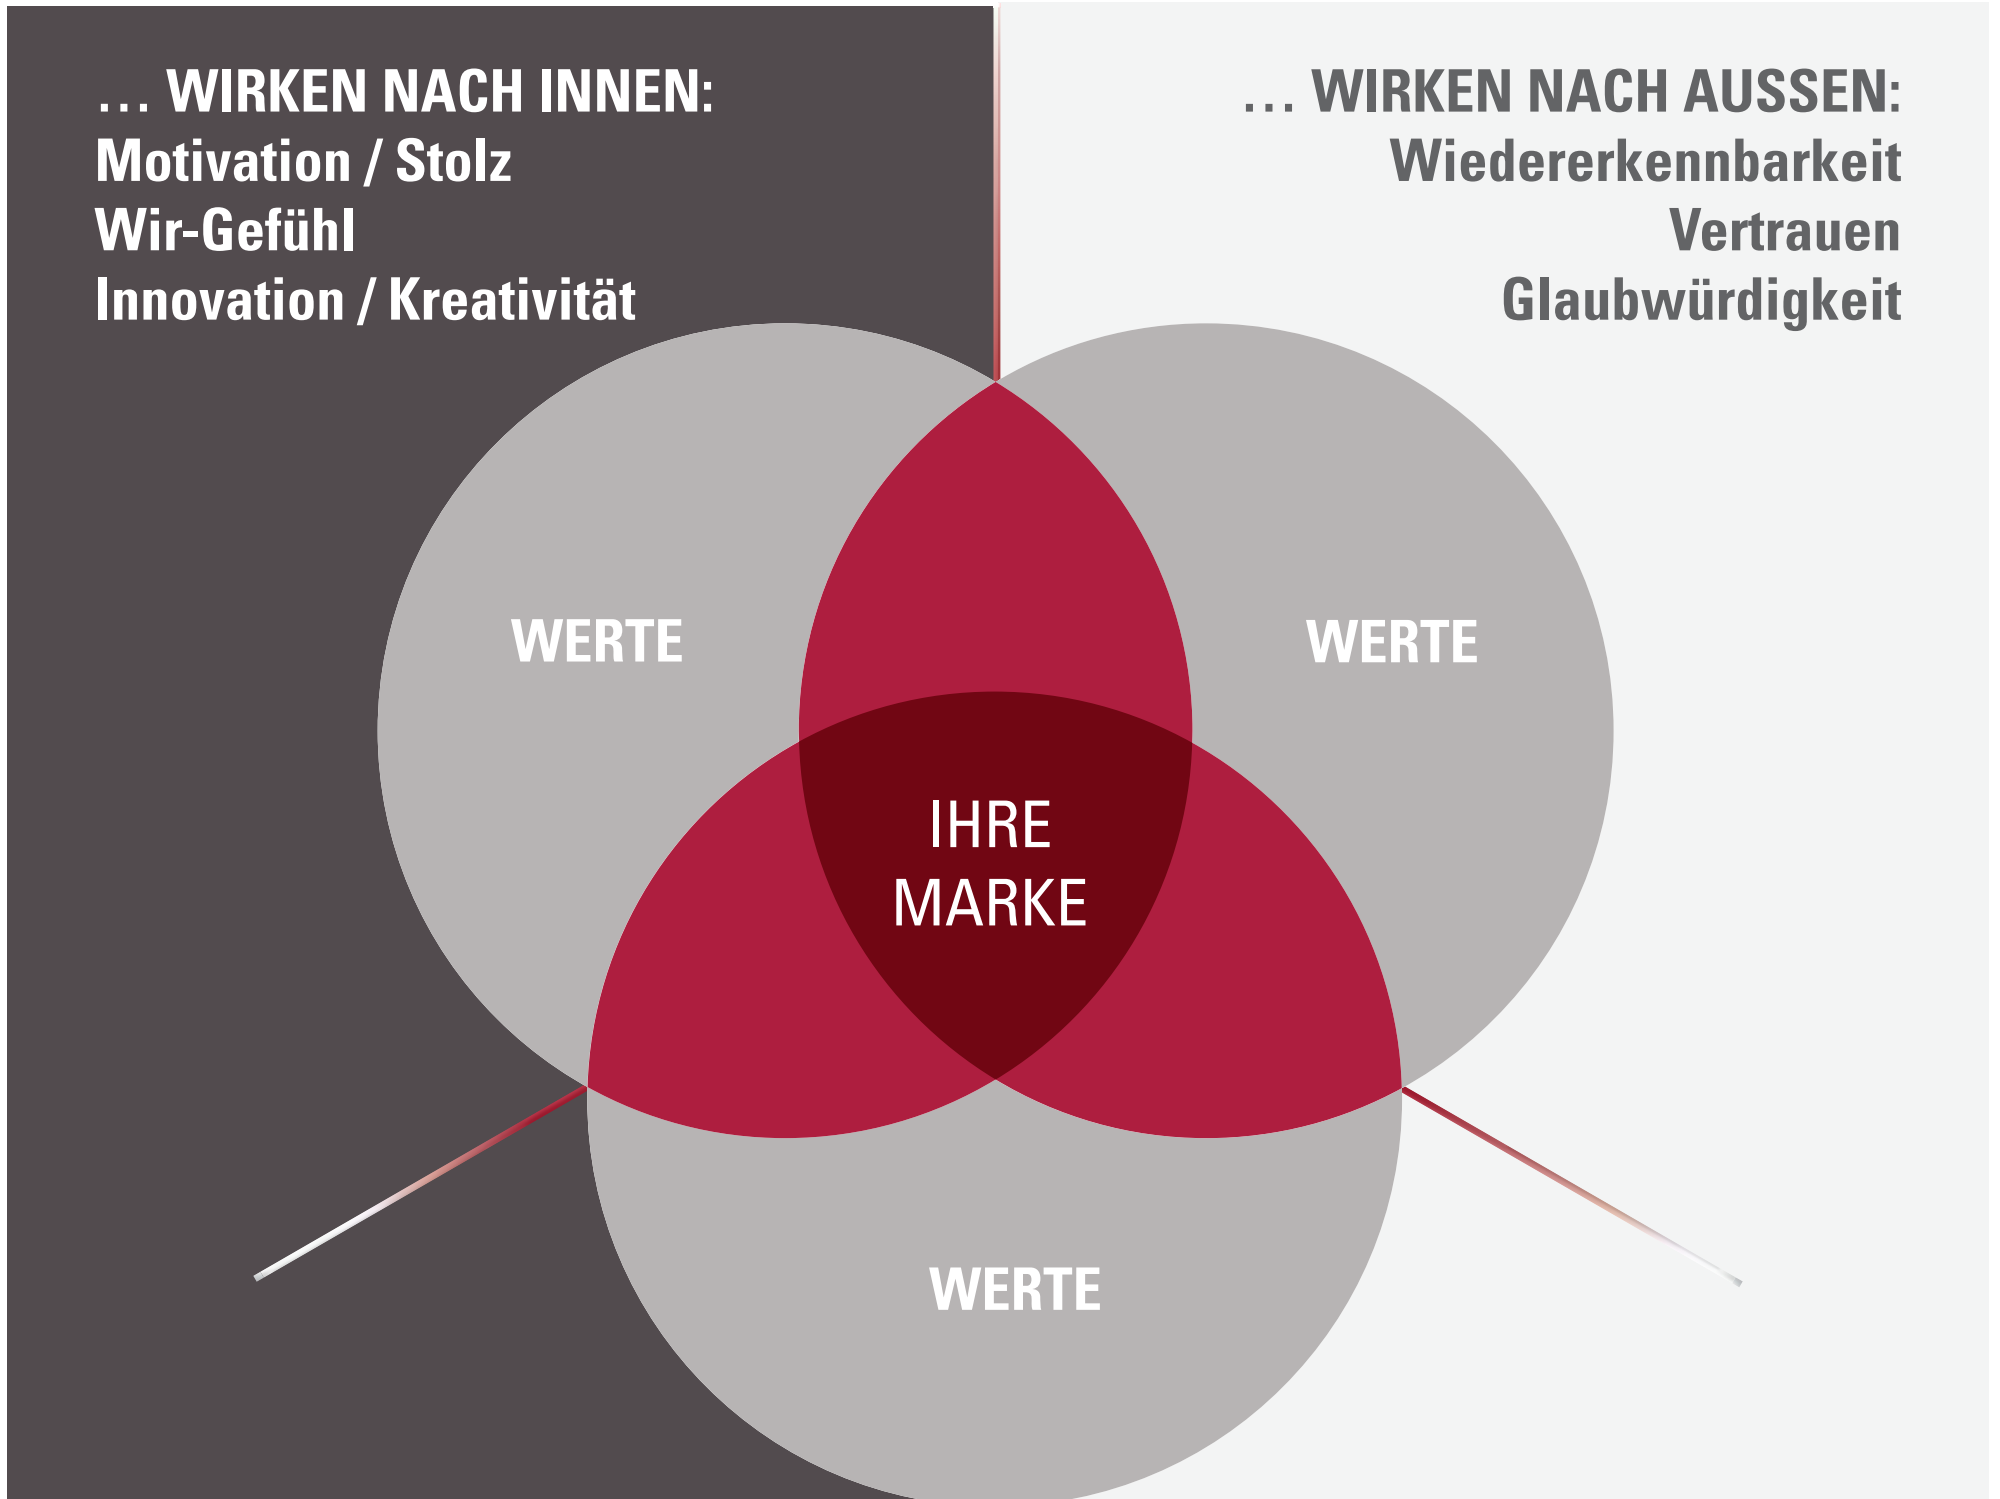 … WIRKEN NACH INNEN:
Motivation / Stolz
Wir-Gefühl
Innovation / Kreativität
… WIRKEN NACH AUSSEN:
Wiedererkennbarkeit
Vertrauen
Glaubwürdigkeit
WERTE
WERTE
IHRE
MARKE
WERTE